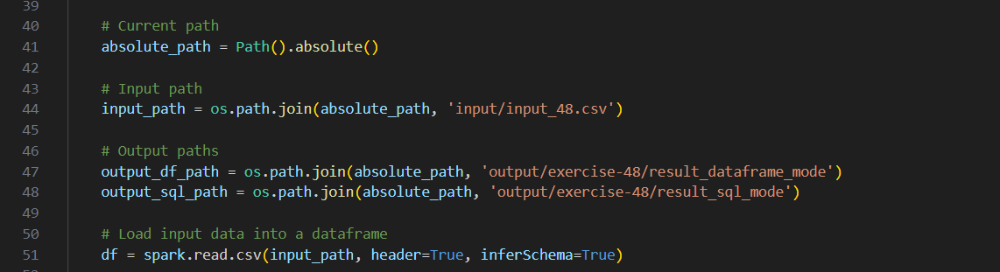 39
40 # Current path
41 absolute_path = Path().absolute()
42
43 # Input path
44 input_path = os.path.join(absolute_path, 'input/input_48.csv')
45
46 # Output paths
47 output_df_path = os.path.join(absolute_path, 'output/exercise-48/result_dataframe_mode')
48 output_sql_path = os.path.join(absolute_path, 'output/exercise-48/result_sql_mode')
49
50 # Load input data into a dataframe
51 df = spark.read.csv(input_path, header=True, inferSchema=True)